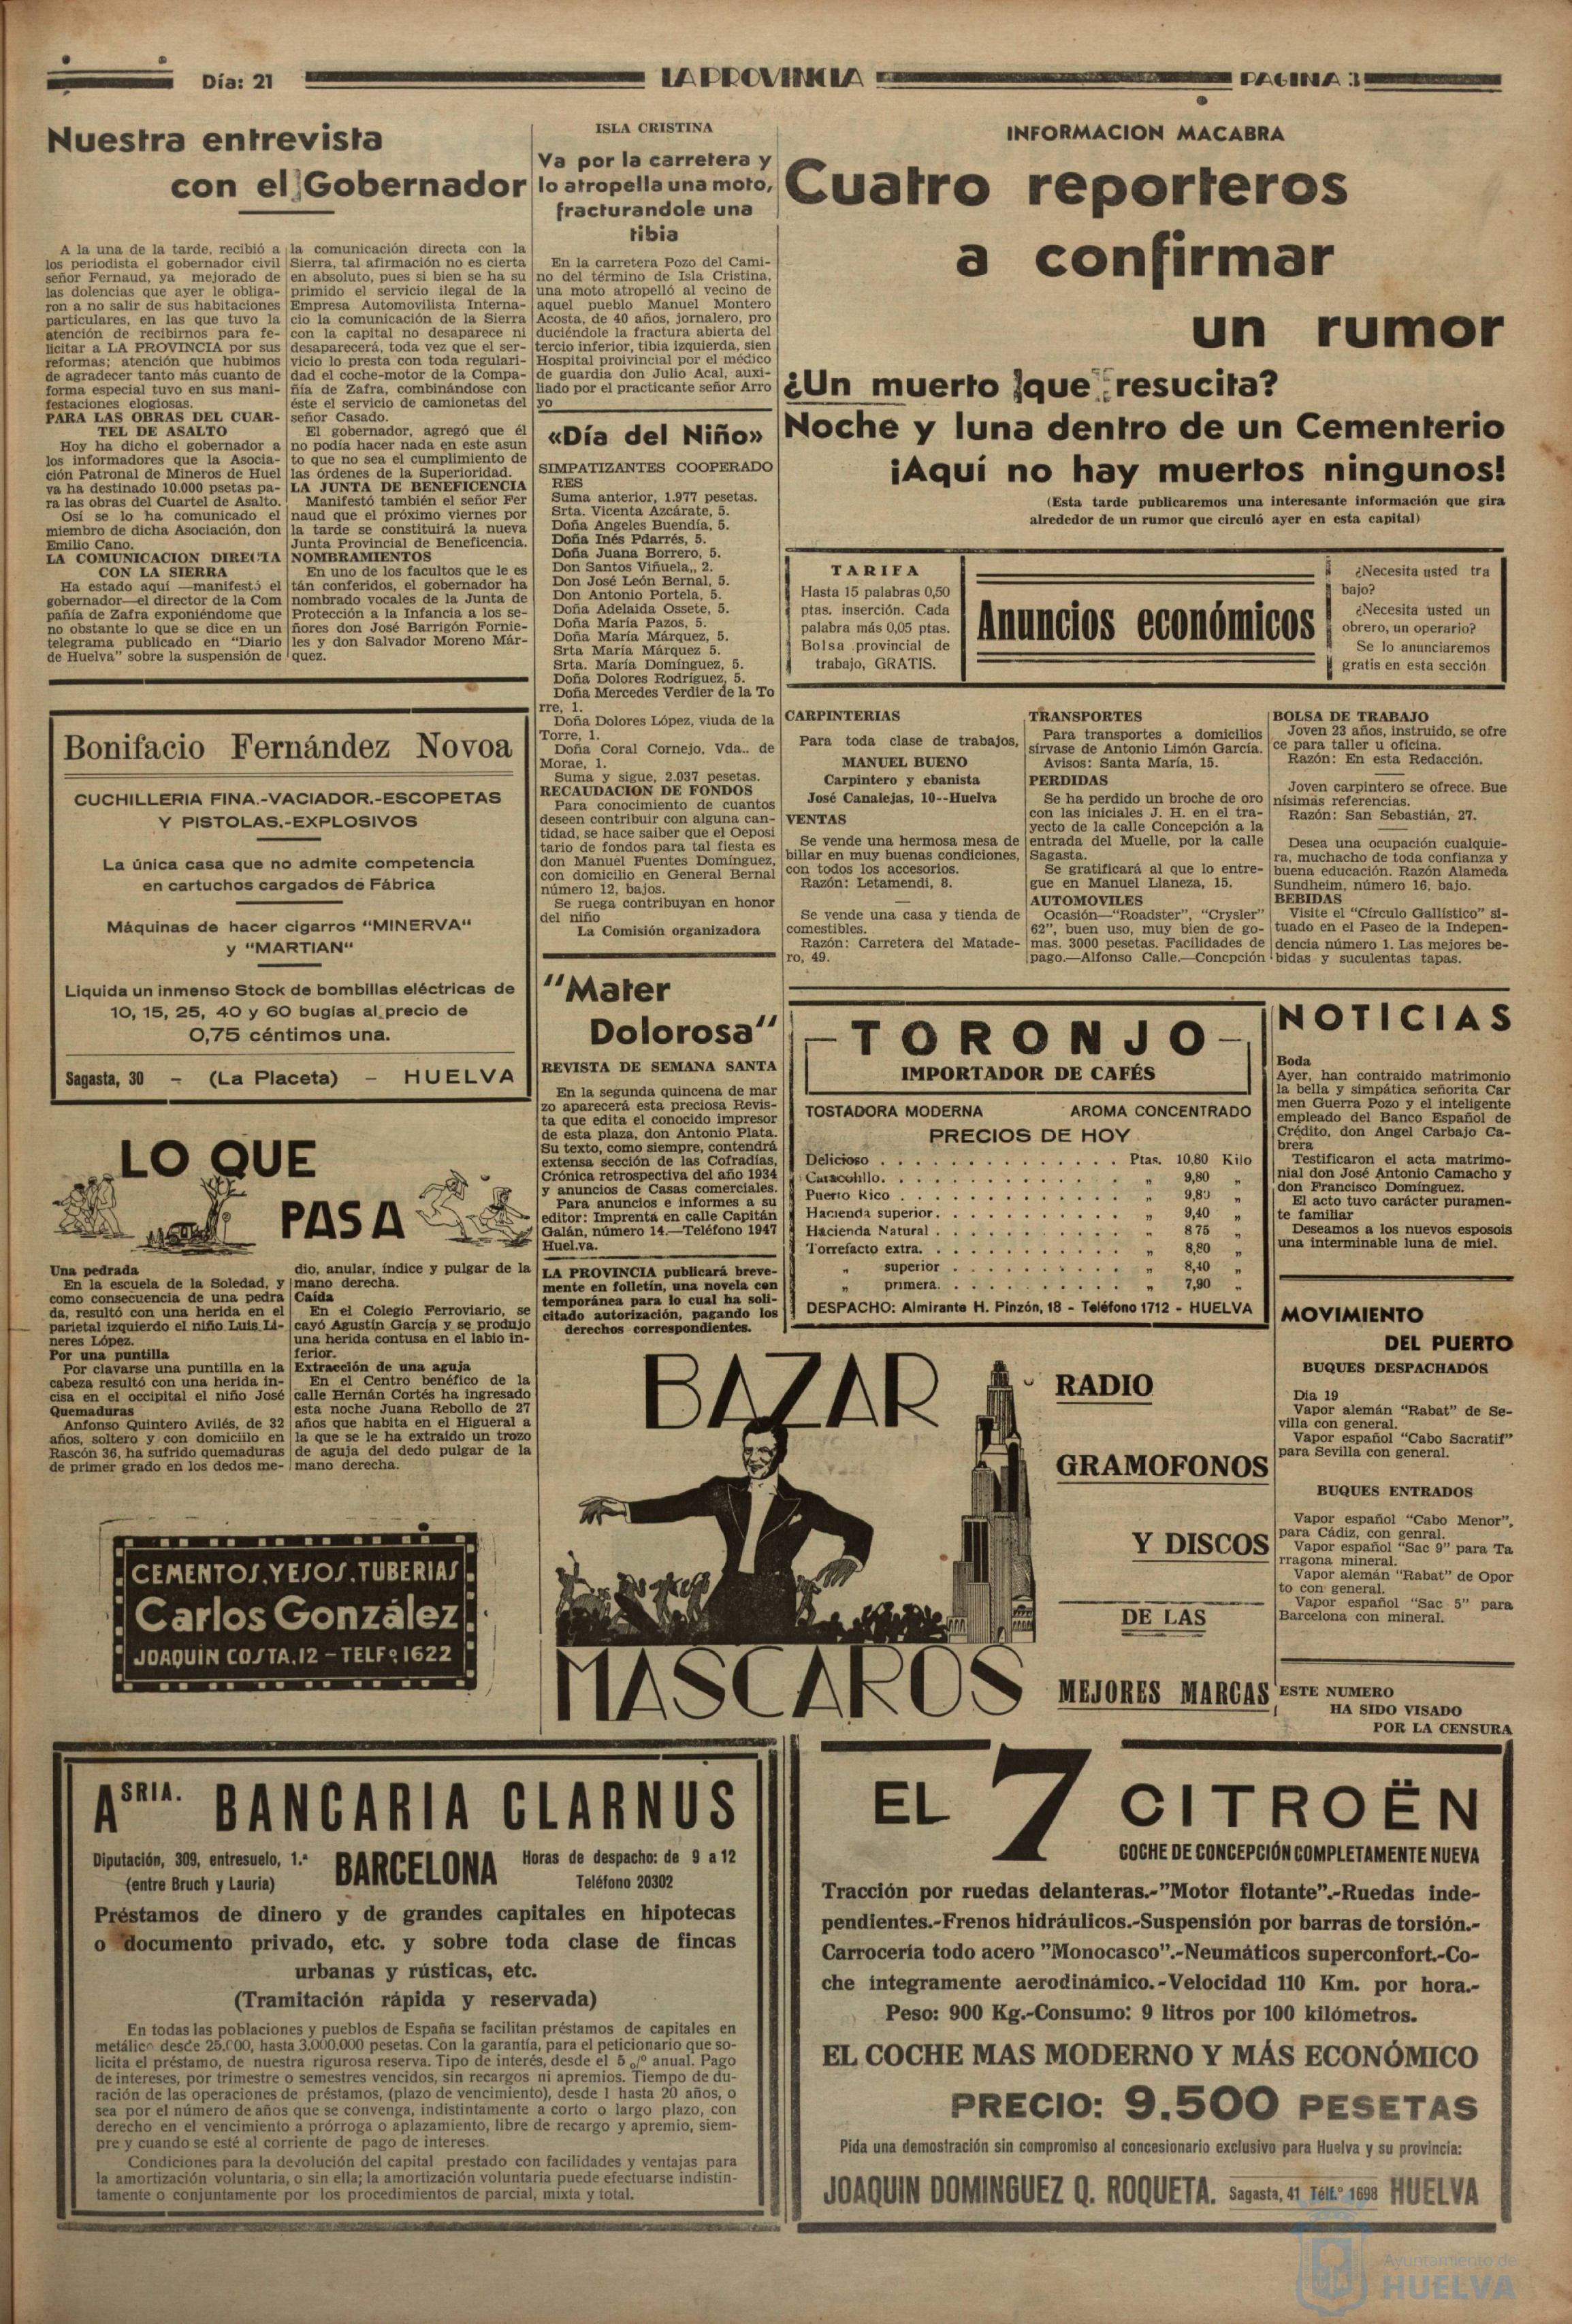 Día: 21
LA PROVINCIA
PAGINA 3
Nuestra entrevista
con el Gobernador
A la una de la tarde, recibió a
los periodista el gobernador civil
señor Fernaud, ya mejorado de
las dolencias que ayer le obliga-
ron a no salir de sus habitaciones
particulares, en las que tuvo la
atención de recibirnos para fe-
licitar a LA PROVINCIA por sus
reformas; atención que hubimos
de agradecer tanto más cuanto de
forma especial tuvo en sus mani-
festaciones elogiosas.
PARA LAS OBRAS DEL CUAR-
TEL DE ASALTO
Hoy ha dicho el gobernador a
los informadores que la Asocia-
ción Patronal de Mineros de Huel
va ha destinado 10.000 psetas pa-
ra las obras del Cuartel de Asalto.
Osí se lo ha comunicado el
miembro de dicha Asociación, don
Emilio Cano.
LA COMUNICACION DIRECTA
CON LA SIERRA
Ha estado aquí —manifestó el
gobernador—el director de la Com
pañía de Zafra exponiéndome que
no obstante lo que se dice en un
telegrama publicado en "Diario
de Huelva" sobre la suspensión de
la comunicación directa con la
Sierra, tal afirmación no es cierta
en absoluto, pues si bien se ha su
primido el servicio ilegal de la
Empresa Automovilista Interna-
cio la comunicación de la Sierra
con la capital no desaparece ni
desaparecerá, toda vez que el ser-
vicio lo presta con toda regulari-
dad el coche-motor de la Compa-
ñía de Zafra, combinándose con
éste el servicio de camionetas del
señor Casado.
El gobernador, agregó que él
no podía hacer nada en este asun
to que no sea el cumplimiento de
las órdenes de la Superioridad.
LA JUNTA DE BENEFICENCIA
Manifestó también el señor Fer
naud que el próximo viernes por
la tarde se constituirá la nueva
Junta Provincial de Beneficencia.
NOMBRAMIENTOS
En uno de los facultos que le es
tán conferidos, el gobernador ha
nombrado vocales de la Junta de
Protección a la Infancia a los se-
ñores don José Barrigón Fornie-
les y don Salvador Moreno Már-
quez.
Bonifacio Fernández Novoa
CUCHILLERIA FINA.-VACIADOR.-ESCOPETAS
Y PISTOLAS.-EXPLOSIVOS
La única casa que no admite competencia
en cartuchos cargados de Fábrica
Máquinas de hacer cigarros "MINERVA"
y "MARTIAN"
Liquida un inmenso Stock de bombillas eléctricas de
10, 15, 25, 40 y 60 bugías al precio de
0,75 céntimos una.
Sagasta, 30 – (La Placeta) – HUELVA
LO QUE
PASA
Una pedrada
En la escuela de la Soledad, y
como consecuencia de una pedra
da, resultó con una herida en el
parietal izquierdo el niño Luis Li-
neres López.
Por una puntilla
Por clavarse una puntilla en la
cabeza resultó con una herida in-
cisa en el occipital el niño José
Quemaduras
Anfonso Quintero Avilés, de 32
años, soltero y con domiciilo en
Rascón 36, ha sufrido quemaduras
de primer grado en los dedos me-
dio, anular, índice y pulgar de la
mano derecha.
Caída
En el Colegio Ferroviario, se
cayó Agustín García y se produjo
una herida contusa en el labio in-
ferior.
Extracción de una aguja
En el Centro benéfico de la
calle Hernán Cortés ha ingresado
esta noche Juana Rebollo de 27
años que habita en el Higueral a
la que se le ha extraido un trozo
de aguja del dedo pulgar de la
mano derecha.
CEMENTOS, YESOS, TUBERIAS
Carlos González
JOAQUIN COSTA, 12 - TELFº 1622
ISLA CRISTINA
Va por la carretera y
lo atropella una moto,
fracturandole una
tibia
En la carretera Pozo del Cami-
no del término de Isla Cristina,
una moto atropelló al vecino de
aquel pueblo Manuel Montero
Acosta, de 40 años, jornalero, pro
duciéndole la fractura abierta del
tercio inferior, tibia izquierda, sien
Hospital proivincial por el médico
de guardia don Julio Acal, auxi-
liado por el practicante señor Arro
yo
«Día del Niño»
SIMPATIZANTES COOPERADO
RES
Suma anterior, 1.977 pesetas.
Srta. Vicenta Azcárate, 5.
Doña Angeles Buendía, 5.
Doña Inés Pdarrés, 5.
Doña Juana Borrero, 5.
Don Santos Viñuela,, 2.
Don José León Bernal, 5.
Don Antonio Portela, 5.
Doña Adelaida Ossete, 5.
Doña María Pazos, 5.
Doña María Márquez, 5.
Srta María Márquez 5.
Srta. María Domínguez, 5.
Doña Dolores Rodríguez, 5.
Doña Mercedes Verdier de la To
rre, 1.
Doña Dolores López, viuda de la
Torre, 1.
Doña Coral Cornejo, Vda.. de
Morae, 1.
Suma y sigue, 2.037 pesetas.
RECAUDACION DE FONDOS
Para conocimiento de cuantos
deseen contribuir con alguna can-
tidad, se hace saiber que el Oeposi
tario de fondos para tal fiesta es
don Manuel Fuentes Domínguez,
con domicilio en General Bernal
número 12, bajos.
Se ruega contribuyan en honor
del niño
La Comisión organizadora
"Mater
Dolorosa"
REVISTA DE SEMANA SANTA
En la segunda quincena de mar
zo aparecerá esta preciosa Revis-
ta que edita el conocido impresor
de esta plaza, don Antonio Plata.
Su texto, como siempre, contendrá
extensa sección de las Cofradías,
Crónica retrospectiva del año 1934
y anuncios de Casas comerciales.
Para anuncios e informes a su
editor: Imprenta en calle Capitán
Galán, número 14.—Teléfono 1947
Huel.va.
LA PROVINCIA publicará breve-
mente en folletín, una novela con
temporánea para lo cual ha soli-
citado autorización, pagando los
derechos correspondientes.
INFORMACION MACABRA
Cuatro reporteros
a confirmar
un rumor
¿Un muerto que resucita?
Noche y luna dentro de un Cementerio
¡Aquí no hay muertos ningunos!
(Esta tarde publicaremos una interesante información que gira
alrededor de un rumor que circuló ayer en esta capital)
TARIFA
Hasta 15 palabras 0,50
ptas. inserción. Cada
palabra más 0,05 ptas.
Bolsa provincial de
trabajo, GRATIS.
Anuncios económicos
¿Necesita usted tra
bajo?
¿Necesita usted un
obrero, un operario?
Se lo anunciaremos
gratis en esta sección
CARPINTERIAS
Para toda clase de trabajos,
MANUEL BUENO
Carpintero y ebanista
José Canalejas, 10--Huelva
VENTAS
Se vende una hermosa mesa de
billar en muy buenas condiciones,
con todos los accesorios.
Razón: Letamendi, 8.
Se vende una casa y tienda de
comestibles.
Razón: Carretera del Matade-
ro, 49.
TRANSPORTES
Para transportes a domicilios
sírvase de Antonio Limón García.
Avisos: Santa María, 15.
PERDIDAS
Se ha perdido un broche de oro
con las iniciales J. H. en el tra-
yecto de la calle Concepción a la
entrada del Muelle, por la calle
Sagasta.
Se gratificará al que lo entre-
gue en Manuel Llaneza, 15.
AUTOMOVILES
Ocasión—"Roadster", "Crysler"
62", buen uso, muy bien de go-
mas. 3000 pesetas. Facilidades de
pago.—Alfonso Calle.—Concpción
BOLSA DE TRABAJO
Joven 23 años, instruido, se ofre
ce para taller u oficina.
Razón: En esta Redacción.
Joven carpintero se ofrece. Bue
nísimas referencias.
Razón: San Sebastián, 27.
Desea una ocupación cualquie-
ra, muchacho de toda confianza y
buena educación. Razón Alameda
Sundheim, número 16, bajo.
BEBIDAS
Visite el "Círculo Gallístico" si-
tuado en el Paseo de la Indepen-
dencia número 1. Las mejores be-
bidas y suculentas tapas.
TORONJO
IMPORTADOR DE CAFÉS
TOSTADORA MODERNA AROMA CONCENTRADO
PRECIOS DE HOY
Delicioso . . . Ptas. 10,80 Kilo
Caracolillo. . . . „ 9,80 „
Puerto Rico . . . „ 9,80 „
Hacienda superior. . . . „ 9,40 „
Hacienda Natural . . . „ 8 75 „
Torrefacto extra. . . . „ 8,80 „
„ superior . . . „ 8,40 „
„ primera. . . . „ 7,90 „
DESPACHO: Almirante H. Pinzón, 18 - Teléfono 1712 - HUELVA
NOTICIAS
Boda
Ayer, han contraido matrimonio
la bella y simpática señorita Car
men Guerra Pozo y el inteligente
empleado del Banco Español de
Crédito, don Angel Carbajo Ca-
brera
Testificaron el acta matrimo-
nial don José Antonio Camacho y
don Francisco Domínguez.
El acto tuvo carácter puramen-
te familiar
Deseamos a los nuevos esposois
una interminable luna de miel.
MOVIMIENTO
DEL PUERTO
BUQUES DESPACHADOS
Dia 19
Vapor alemán "Rabat" de Se-
villa con general.
Vapor español "Cabo Sacratif"
para Sevilla con general.
BUQUES ENTRADOS
Vapor español "Cabo Menor",
para Cádiz, con genral.
Vapor español "Sac 9" para Ta
rragona mineral.
Vapor alemán "Rabat" de Opor
to con general.
Vapor español "Sac 5" para
Barcelona con mineral.
ESTE NUMERO
HA SIDO VISADO
POR LA CENSURA
BAZAR
MASCAROS
RADIO
GRAMOFONOS
Y DISCOS
DE LAS
MEJORES MARCAS
ASRIA. BANCARIA CLARNUS
Diputación, 309, entresuelo, 1.ª
(entre Bruch y Lauria)
BARCELONA
Horas de despacho: de 9 a 12
Teléfono 20302
Préstamos de dinero y de grandes capitales en hipotecas
o documento privado, etc. y sobre toda clase de fincas
urbanas y rústicas, etc.
(Tramitación rápida y reservada)
En todas las poblaciones y pueblos de España se facilitan préstamos de capitales en
metálico desde 25.000, hasta 3.000.000 pesetas. Con la garantía, para el peticionario que so-
licita el préstamo, de nuestra rigurosa reserva. Tipo de interés, desde el 5 o/o anual. Pago
de intereses, por trimestre o semestres vencidos, sin recargos ni apremios. Tiempo de du-
ración de las operaciones de préstamos, (plazo de vencimiento), desde 1 hasta 20 años, o
sea por el número de años que se convenga, indistintamente a corto o largo plazo, con
derecho en el vencimiento a prórroga o aplazamiento, libre de recargo y apremio, siem-
pre y cuando se esté al corriente de pago de intereses.
Condiciones para la devolución del capital prestado con facilidades y ventajas para
la amortización voluntaria, o sin ella; la amortización voluntaria puede efectuarse indistin-
tamente o conjuntamente por los procedimientos de parcial, mixta y total.
EL 7 CITROËN
COCHE DE CONCEPCIÓN COMPLETAMENTE NUEVA
Tracción por ruedas delanteras.-"Motor flotante".-Ruedas inde-
pendientes.-Frenos hidráulicos.-Suspensión por barras de torsión.-
Carrocería todo acero "Monocasco".-Neumáticos superconfort.-Co-
che integramente aerodinámico.-Velocidad 110 Km. por hora.-
Peso: 900 Kg.-Consumo: 9 litros por 100 kilómetros.
EL COCHE MAS MODERNO Y MÁS ECONÓMICO
PRECIO: 9.500 PESETAS
Pida una demostración sin compromiso al concesionario exclusivo para Huelva y su provincia:
JOAQUIN DOMINGUEZ Q. ROQUETA. Sagasta, 41 Télf.º 1698 HUELVA
Ayuntamiento de
HUELVA